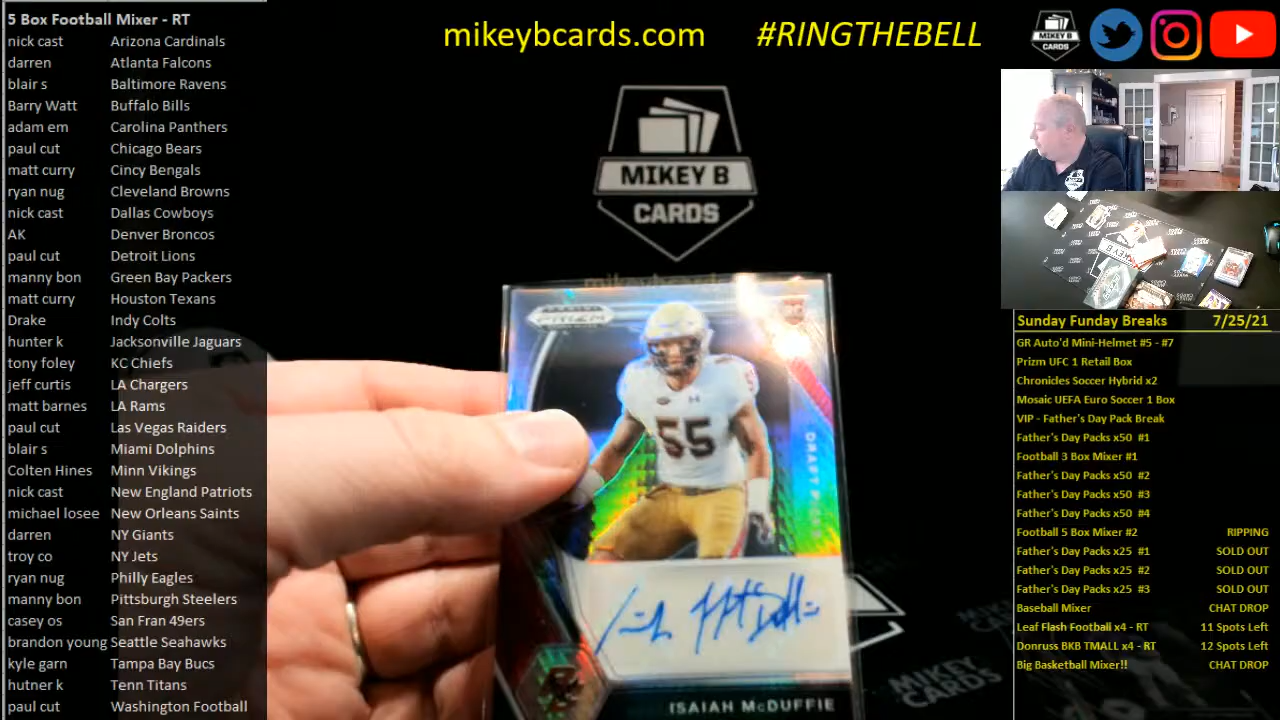 5 Box Football Mixer - RT
nick cast Arizona Cardinals
darren Atlanta Falcons
blair s Baltimore Ravens
Barry Watt Buffalo Bills
adam em Carolina Panthers
paul cut Chicago Bears
matt curry Cincy Bengals
ryan nug Cleveland Browns
nick cast Dallas Cowboys
AK Denver Broncos
paul cut Detroit Lions
manny bon Green Bay Packers
matt curry Houston Texans
Drake Indy Colts
hunter k Jacksonville Jaguars
tony foley KC Chiefs
jeff curtis LA Chargers
matt barnes LA Rams
paul cut Las Vegas Raiders
blair s Miami Dolphins
Colten Hines Minn Vikings
nick cast New England Patriots
michael losee New Orleans Saints
darren NY Giants
troy co NY Jets
ryan nug Philly Eagles
manny bon Pittsburgh Steelers
casey os San Fran 49ers
brandon young Seattle Seahawks
kyle garn Tampa Bay Bucs
hutner k Tenn Titans
paul cut Washington Football
mikeybcards.com #RINGTHEBELL
MIKEY B
CARDS
MIKEY B
CARDS
PRIZM
55
DRAFT PICKS
ISAIAH McDUFFIE
MIKEY
CARDS
Sunday Funday Breaks 7/25/21
GR Auto'd Mini-Helmet #5 - #7
Prizm UFC 1 Retail Box
Chronicles Soccer Hybrid x2
Mosaic UEFA Euro Soccer 1 Box
VIP - Father's Day Pack Break
Father's Day Packs x50 #1
Football 3 Box Mixer #1
Father's Day Packs x50 #2
Father's Day Packs x50 #3
Father's Day Packs x50 #4
Football 5 Box Mixer #2 RIPPING
Father's Day Packs x25 #1 SOLD OUT
Father's Day Packs x25 #2 SOLD OUT
Father's Day Packs x25 #3 SOLD OUT
Baseball Mixer CHAT DROP
Leaf Flash Football x4 - RT 11 Spots Left
Donruss BKB TMALL x4 - RT 12 Spots Left
Big Basketball Mixer!! CHAT DROP